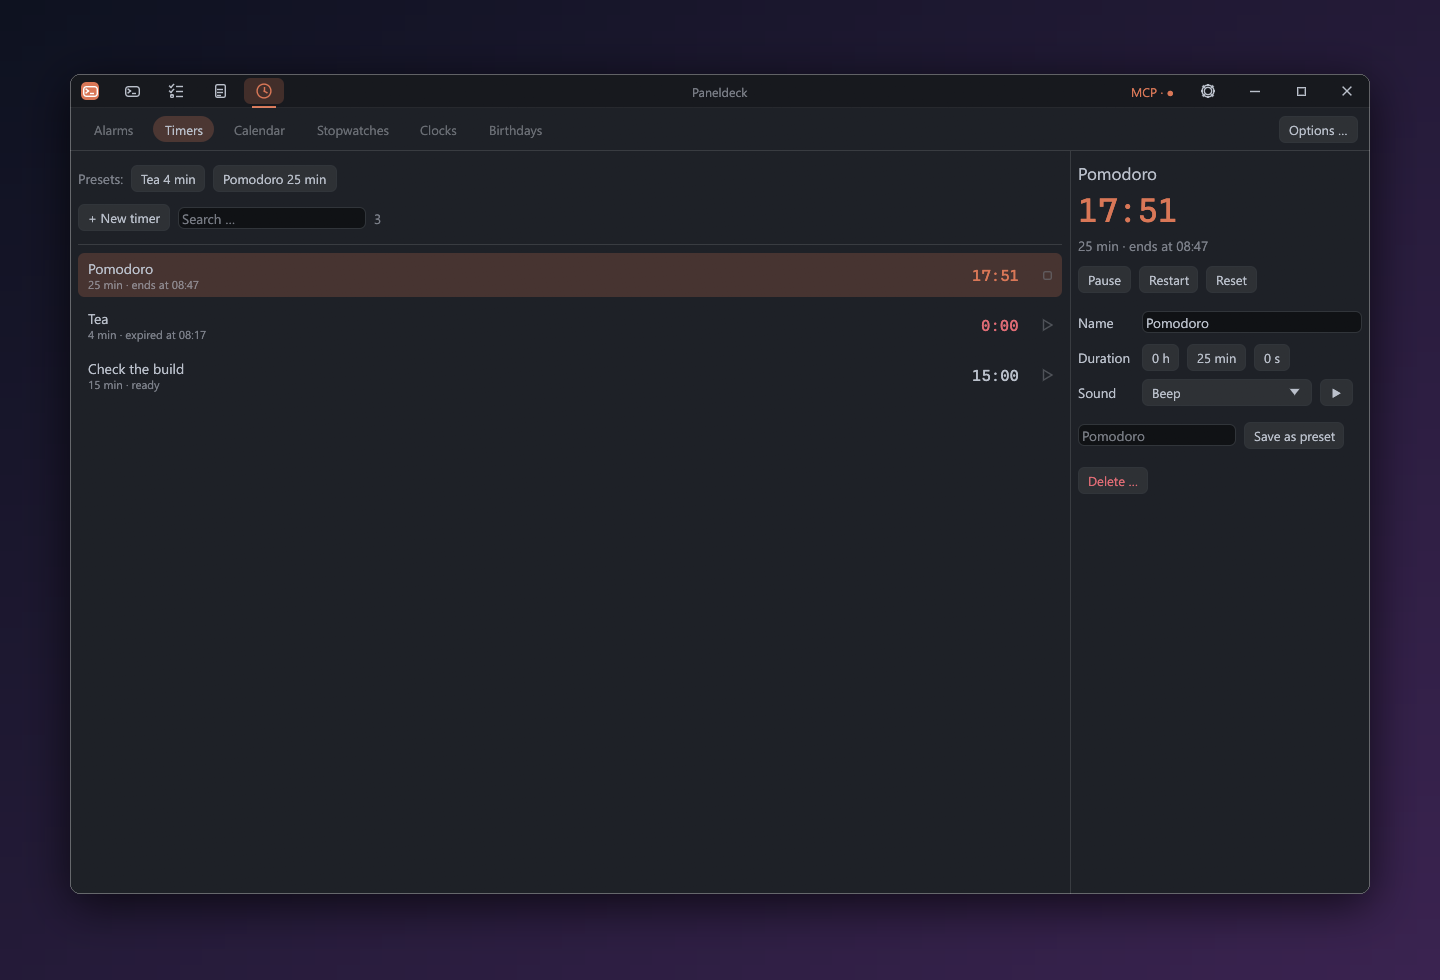 Paneldeck
MCP ·
Alarms Timers Calendar Stopwatches Clocks Birthdays Options ...
Presets: Tea 4 min Pomodoro 25 min
+ New timer Search ... 3
Pomodoro
25 min · ends at 08:47
17:51
Tea
4 min · expired at 08:17
0:00
Check the build
15 min · ready
15:00
Pomodoro
17:51
25 min · ends at 08:47
Pause Restart Reset
Name Pomodoro
Duration 0 h 25 min 0 s
Sound Beep
Pomodoro Save as preset
Delete ...